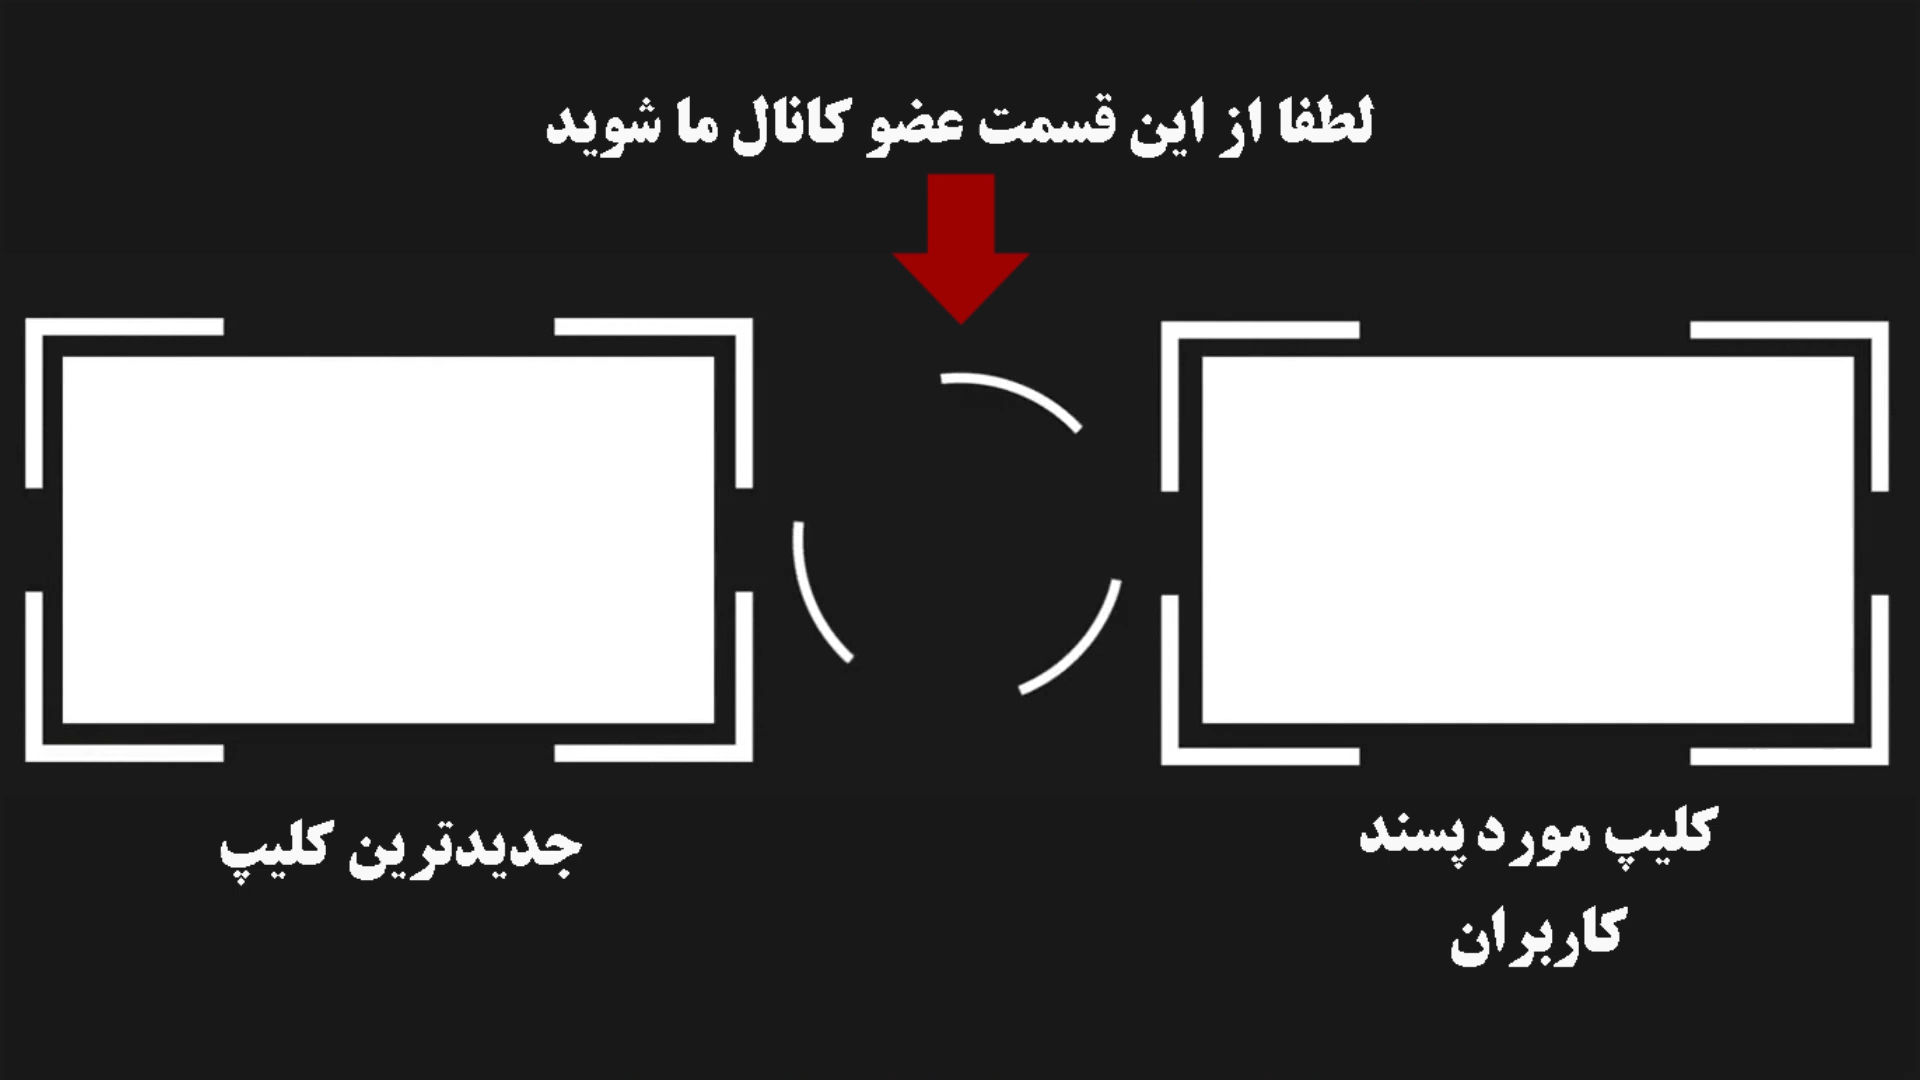 لطفا از این قسمت عضو کانال ما شوید
کلیپ مورد پسند
کاربران
جدیدترین کلیپ